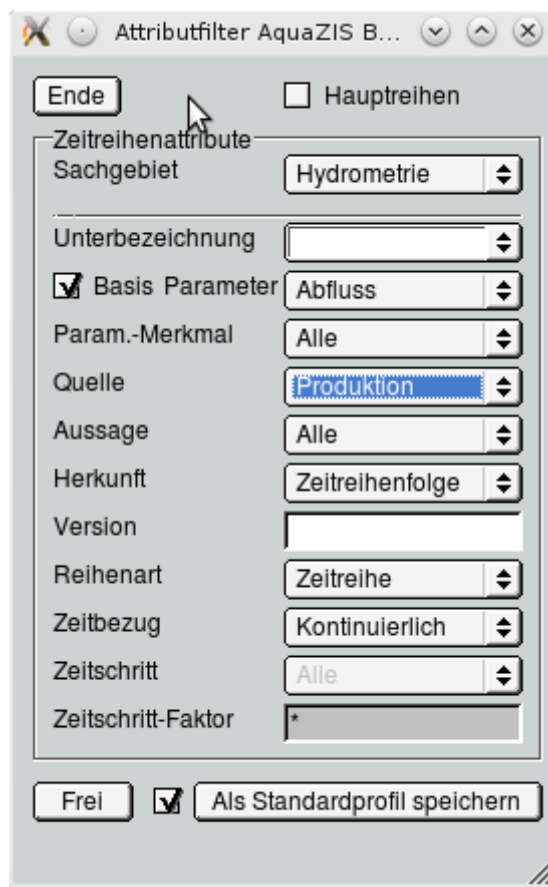 Attributfilter AquaZIS B...
Ende Hauptreihen
Zeitreihenattribute
Sachgebiet Hydrometrie
Unterbezeichnung
Basis Parameter Abfluss
Param.-Merkmal Alle
Quelle Produktion
Aussage Alle
Herkunft Zeitreihenfolge
Version
Reihenart Zeitreihe
Zeitbezug Kontinuierlich
Zeitschritt Alle
Zeitschritt-Faktor *
Frei Als Standardprofil speichern